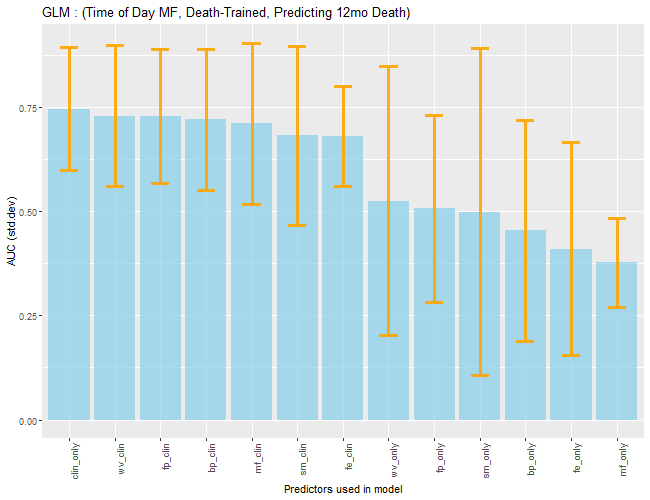 GLM : (Time of Day MF, Death-Trained, Predicting 12mo Death)
AUC (std.dev)
0.75
0.50
0.25
0.00
clin_only
wv_clin
fp_clin
bp_clin
mf_clin
sm_clin
fe_clin
wv_only
fp_only
sm_only
bp_only
fe_only
mf_only
Predictors used in model